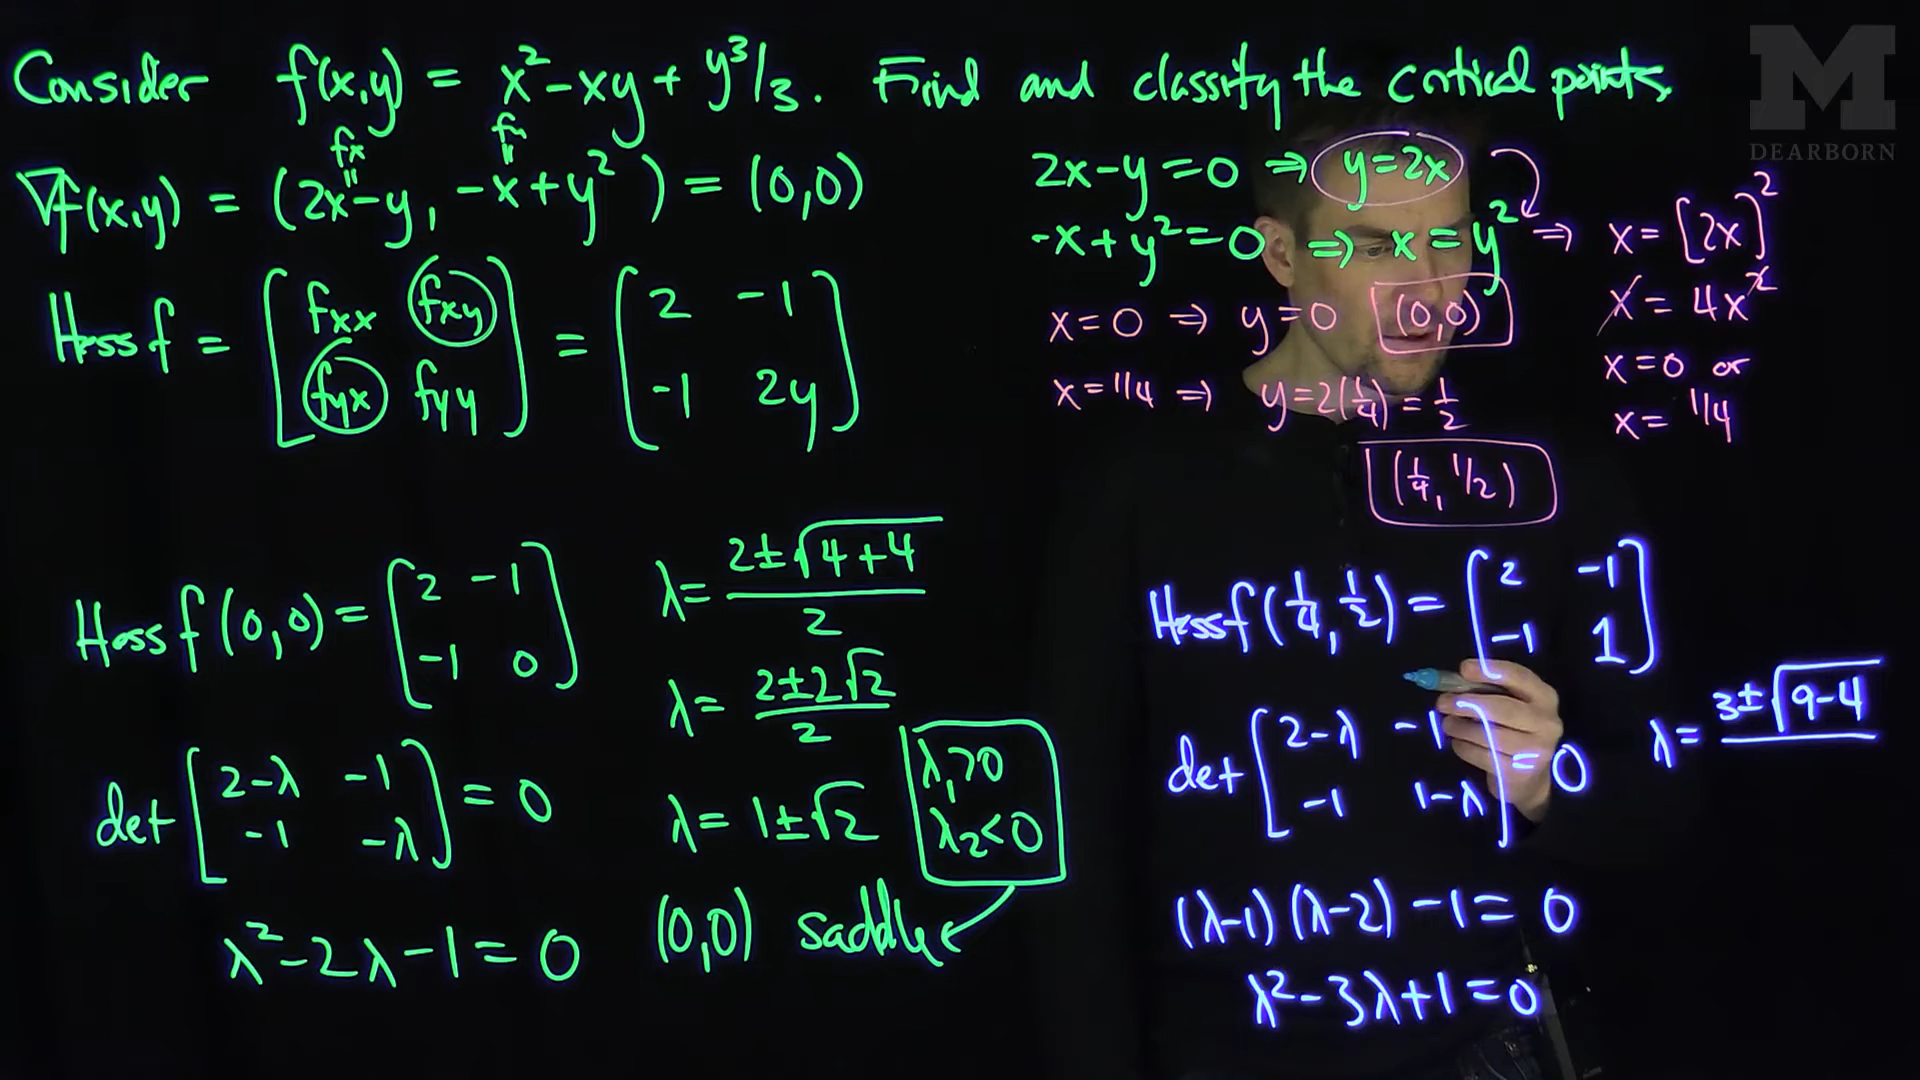 Consider f(x,y) = x² - xy + y³/3. Find and classify the critical points.
M
DEARBORN
fx fy
" "
∇f(x,y) = (2x-y, -x+y²) = (0,0)
Hess f = [fxx fxy
fyx fyy] = [2 -1
-1 2y]
2x-y=0 ⇒ y=2x
-x+y²=0 ⇒ x=y² ⇒ x=[2x]²
x = 4x²
x=0 or
x= 1/4
x=0 ⇒ y=0 (0,0)
x=1/4 ⇒ y=2(1/4)=1/2
(1/4, 1/2)
Hess f(0,0)= [2 -1
-1 0]
det [2-λ -1
-1 -λ] = 0
λ²-2λ-1=0
λ= 2±√4+4 / 2
λ= 2±2√2 / 2
λ= 1±√2
λ₁>0
λ₂<0
(0,0) saddle
Hess f(1/4, 1/2) = [2 -1
-1 1]
det [2-λ -1
-1 1-λ] = 0
(λ-1)(λ-2) -1 = 0
λ²-3λ+1=0
λ= 3±√9-4